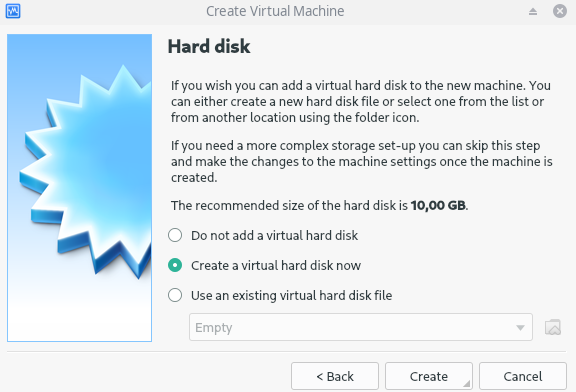 Create Virtual Machine
Hard disk
If you wish you can add a virtual hard disk to the new machine. You
can either create a new hard disk file or select one from the list or
from another location using the folder icon.
If you need a more complex storage set-up you can skip this step
and make the changes to the machine settings once the machine is
created.
The recommended size of the hard disk is 10,00 GB.
Do not add a virtual hard disk
Create a virtual hard disk now
Use an existing virtual hard disk file
Empty
< Back
Create
Cancel